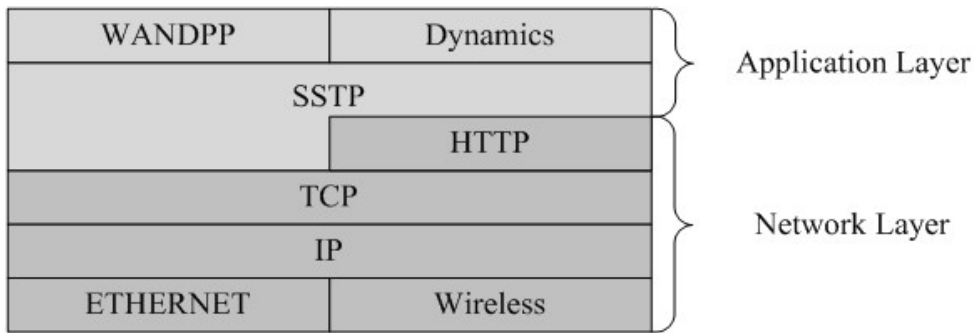 WANDPP
Dynamics
Application Layer
SSTP
HTTP
TCP
Network Layer
IP
ETHERNET
Wireless